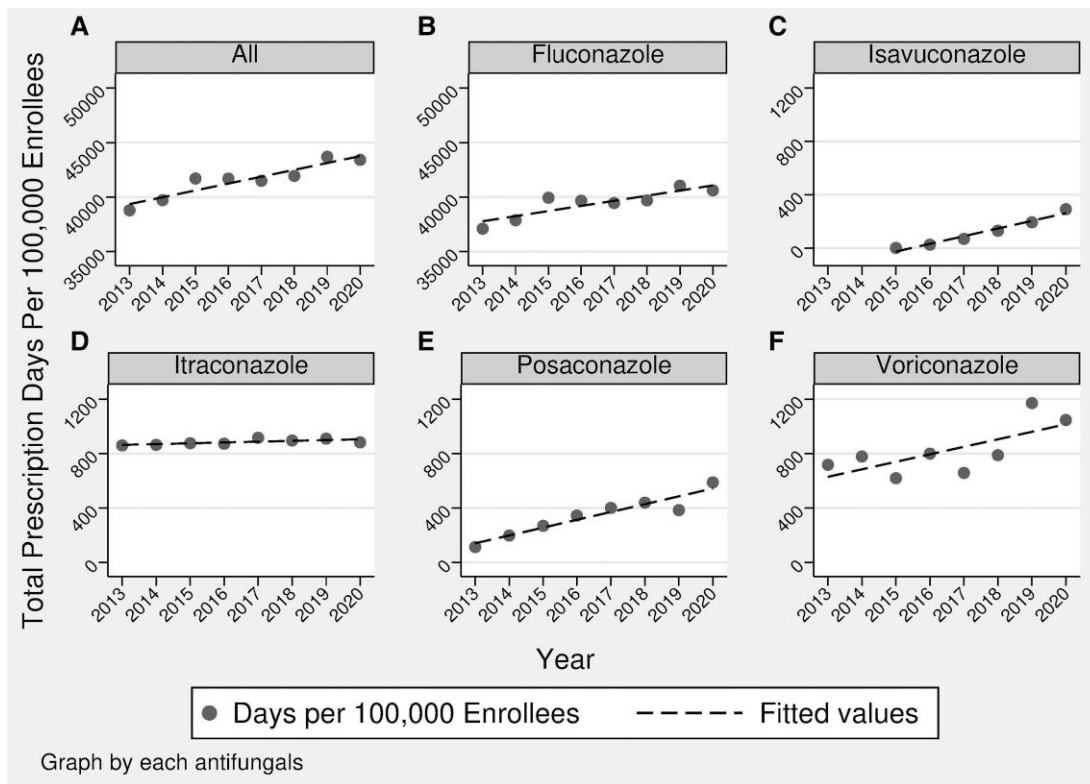 Total Prescription Days Per 100,000 Enrollees
A
All
50000
45000
40000
35000
2013 2014 2015 2016 2017 2018 2019 2020
B
Fluconazole
50000
45000
40000
35000
2013 2014 2015 2016 2017 2018 2019 2020
C
Isavuconazole
1200
800
400
0
2013 2014 2015 2016 2017 2018 2019 2020
D
Itraconazole
1200
800
400
0
2013 2014 2015 2016 2017 2018 2019 2020
E
Posaconazole
1200
800
400
0
2013 2014 2015 2016 2017 2018 2019 2020
F
Voriconazole
1200
800
400
0
2013 2014 2015 2016 2017 2018 2019 2020
Year
Days per 100,000 Enrollees Fitted values
Graph by each antifungals